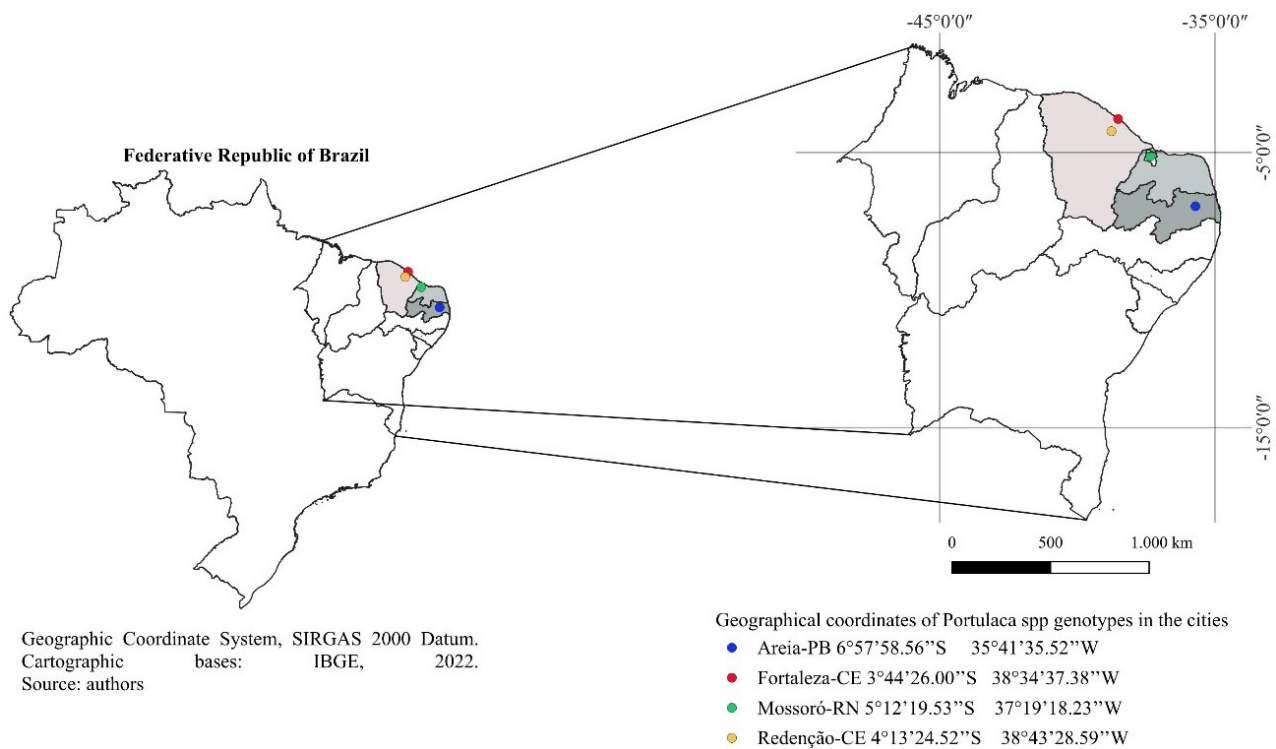 -45°0'0″ -35°0'0″
Federative Republic of Brazil
-5°0'0″
-15°0'0″
0 500 1.000 km
Geographic Coordinate System, SIRGAS 2000 Datum.
Cartographic bases: IBGE, 2022.
Source: authors
Geographical coordinates of Portulaca spp genotypes in the cities
Areia-PB 6°57’58.56’’S 35°41’35.52’’W
Fortaleza-CE 3°44’26.00’’S 38°34’37.38’’W
Mossoró-RN 5°12’19.53’’S 37°19’18.23’’W
Redenção-CE 4°13’24.52’’S 38°43’28.59’’W